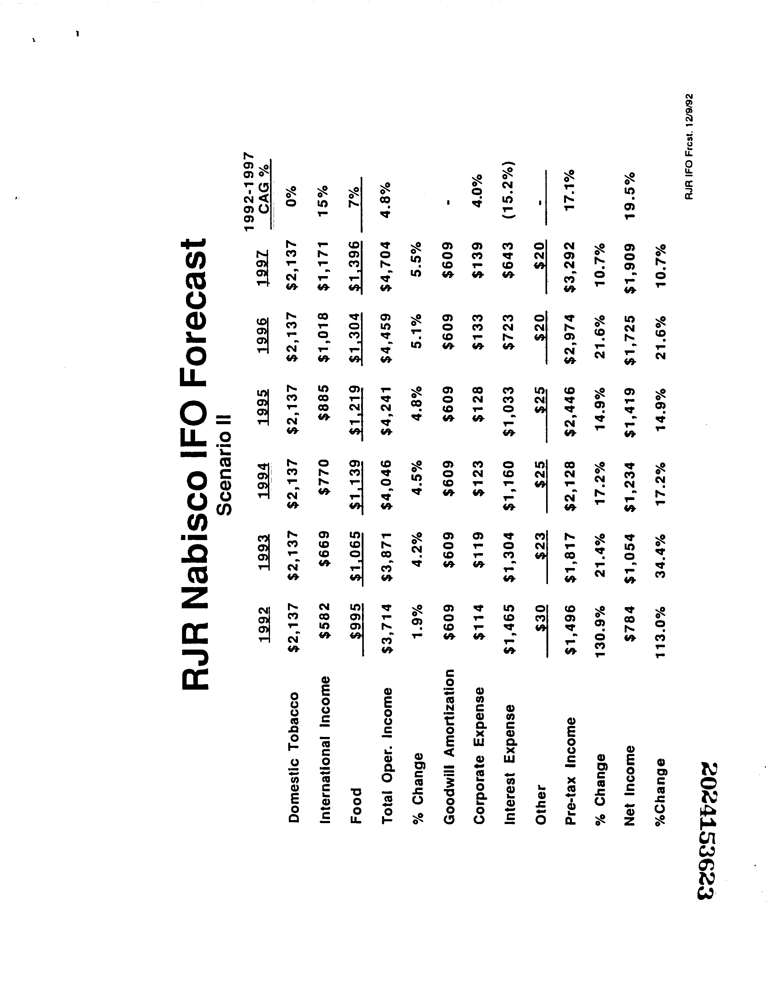 RJR Nabisco IFO Forecast
Scenario II
1992 1993 1994 1995 1996 1997 1992-1997 CAG %
Domestic Tobacco $2,137 $2,137 $2,137 $2,137 $2,137 $2,137 0%
International Income $582 $669 $770 $885 $1,018 $1,171 15%
Food $995 $1,065 $1,139 $1,219 $1,304 $1,396 7%
Total Oper. Income $3,714 $3,871 $4,046 $4,241 $4,459 $4,704 4.8%
% Change 1.9% 4.2% 4.5% 4.8% 5.1% 5.5%
Goodwill Amortization $609 $609 $609 $609 $609 $609 -
Corporate Expense $114 $119 $123 $128 $133 $139 4.0%
Interest Expense $1,465 $1,304 $1,160 $1,033 $723 $643 (15.2%)
Other $30 $23 $25 $25 $20 $20 -
Pre-tax Income $1,496 $1,817 $2,128 $2,446 $2,974 $3,292 17.1%
% Change 130.9% 21.4% 17.2% 14.9% 21.6% 10.7%
Net Income $784 $1,054 $1,234 $1,419 $1,725 $1,909 19.5%
%Change 113.0% 34.4% 17.2% 14.9% 21.6% 10.7%
RJR IFO Frcst. 12/9/92
2024153623